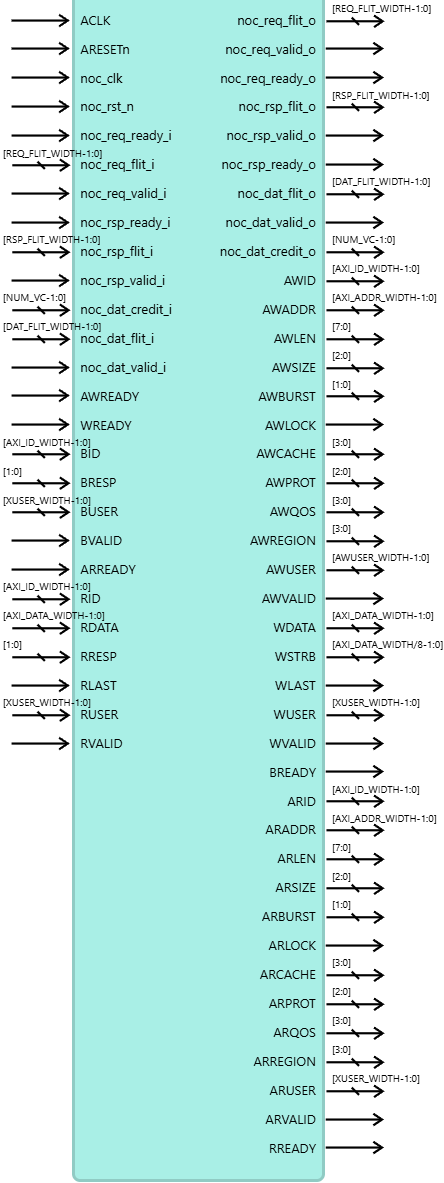 [REQ_FLIT_WIDTH-1:0]
ACLK noc_req_flit_o
ARESETn noc_req_valid_o
noc_clk noc_req_ready_o
[RSP_FLIT_WIDTH-1:0]
noc_rst_n noc_rsp_flit_o
noc_req_ready_i noc_rsp_valid_o
[REQ_FLIT_WIDTH-1:0]
noc_req_flit_i noc_rsp_ready_o
[DAT_FLIT_WIDTH-1:0]
noc_req_valid_i noc_dat_flit_o
noc_rsp_ready_i noc_dat_valid_o
[RSP_FLIT_WIDTH-1:0] [NUM_VC-1:0]
noc_rsp_flit_i noc_dat_credit_o
[AXI_ID_WIDTH-1:0]
noc_rsp_valid_i AWID
[NUM_VC-1:0] [AXI_ADDR_WIDTH-1:0]
noc_dat_credit_i AWADDR
[DAT_FLIT_WIDTH-1:0] [7:0]
noc_dat_flit_i AWLEN
[2:0]
noc_dat_valid_i AWSIZE
[1:0]
AWREADY AWBURST
WREADY AWLOCK
[AXI_ID_WIDTH-1:0] [3:0]
BID AWCACHE
[1:0] [2:0]
BRESP AWPROT
[XUSER_WIDTH-1:0] [3:0]
BUSER AWQOS
[3:0]
BVALID AWREGION
[AWUSER_WIDTH-1:0]
ARREADY AWUSER
[AXI_ID_WIDTH-1:0]
RID AWVALID
[AXI_DATA_WIDTH-1:0] [AXI_DATA_WIDTH-1:0]
RDATA WDATA
[1:0] [AXI_DATA_WIDTH/8-1:0]
RRESP WSTRB
RLAST WLAST
[XUSER_WIDTH-1:0] [XUSER_WIDTH-1:0]
RUSER WUSER
RVALID WVALID
BREADY
[AXI_ID_WIDTH-1:0]
ARID
[AXI_ADDR_WIDTH-1:0]
ARADDR
[7:0]
ARLEN
[2:0]
ARSIZE
[1:0]
ARBURST
ARLOCK
[3:0]
ARCACHE
[2:0]
ARPROT
[3:0]
ARQOS
[3:0]
ARREGION
[XUSER_WIDTH-1:0]
ARUSER
ARVALID
RREADY